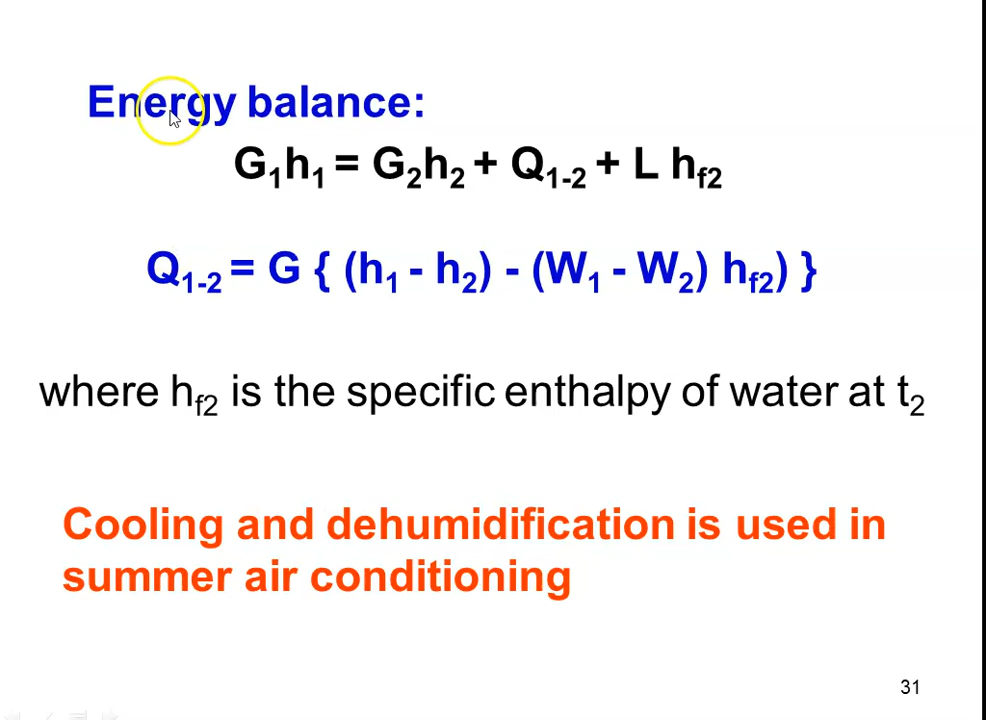 Energy balance:
G₁h₁ = G₂h₂ + Q₁₋₂ + L hf₂
Q₁₋₂ = G { (h₁ - h₂) - (W₁ - W₂) hf₂) }
where hf₂ is the specific enthalpy of water at t₂
Cooling and dehumidification is used in
summer air conditioning
31